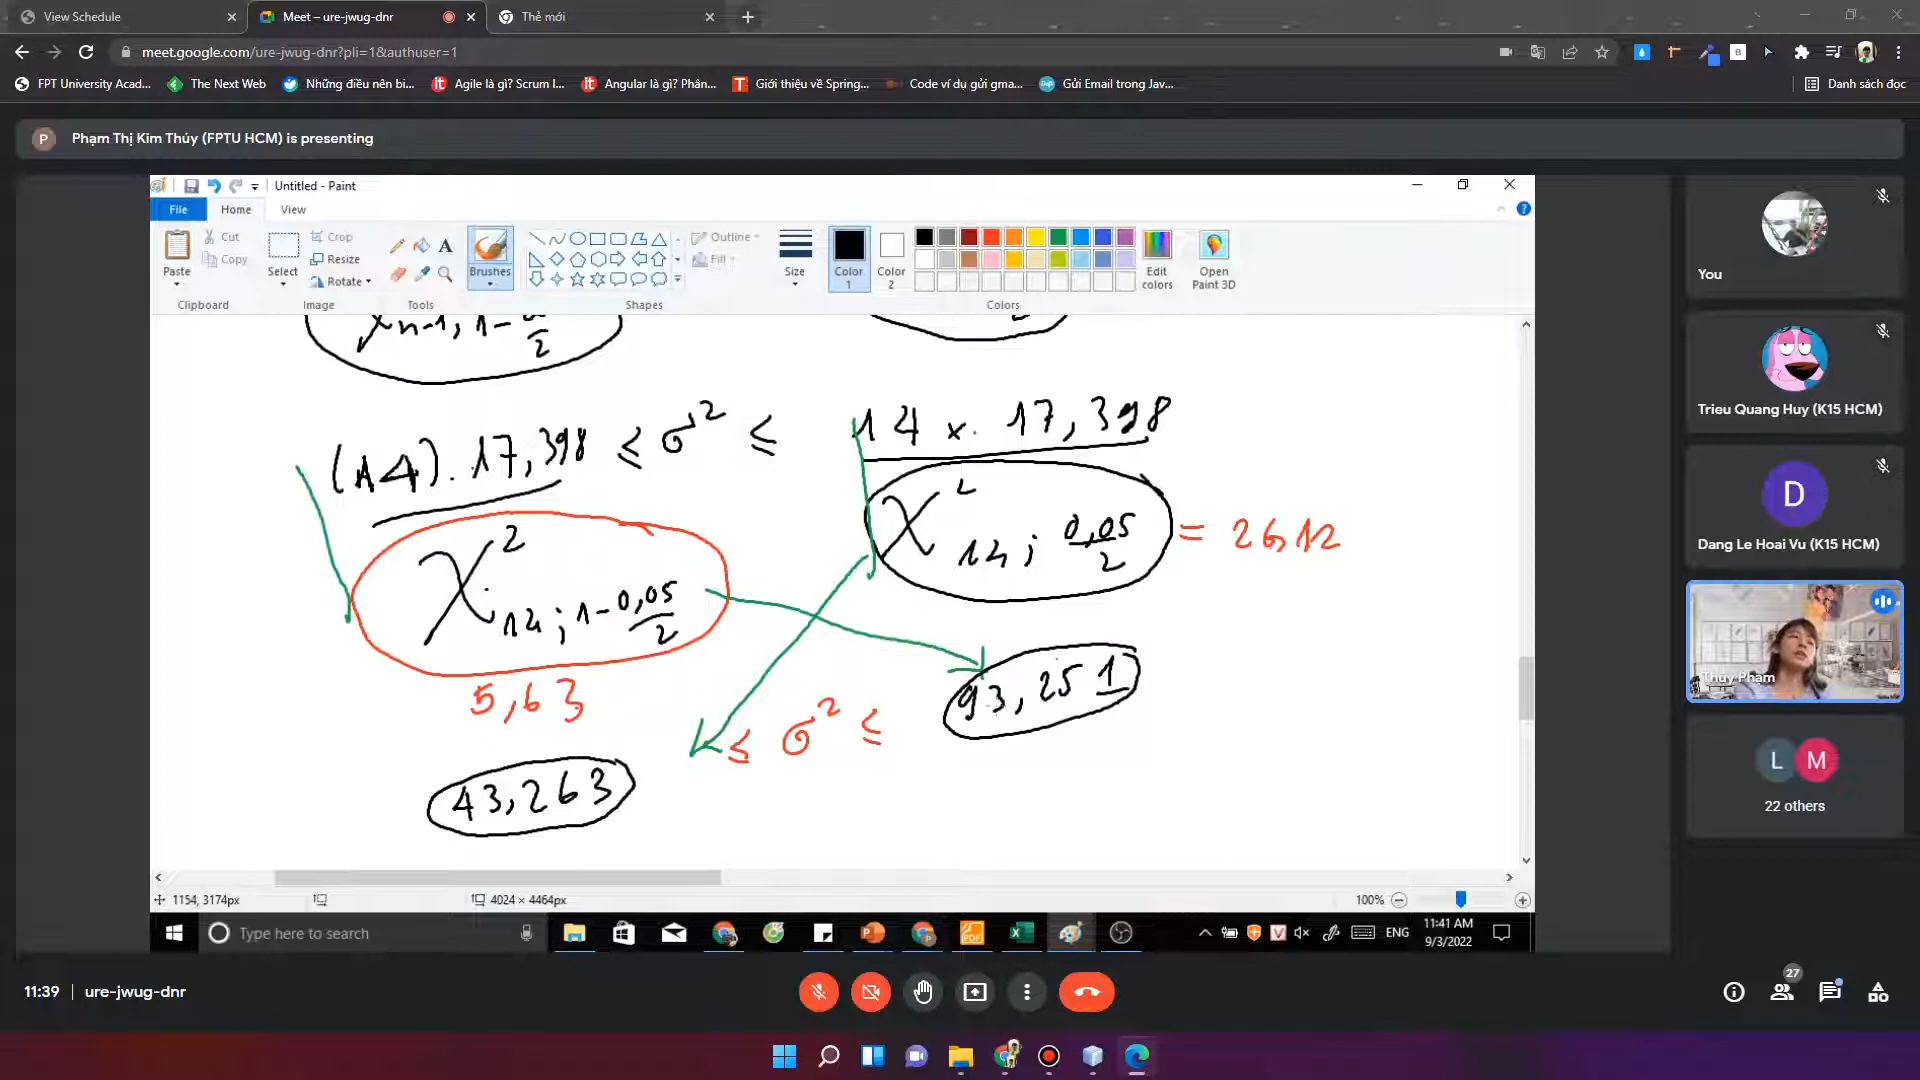 View Schedule
Meet – ure-jwug-dnr
Thẻ mới
meet.google.com/ure-jwug-dnr?pli=1&authuser=1
FPT University Acad...
The Next Web
Những điều nên bi...
Agile là gì? Scrum I...
Angular là gì? Phân...
Giới thiệu về Spring...
Code ví dụ gửi gma...
Gửi Email trong Jav...
Danh sách đọc
P
Phạm Thị Kim Thủy (FPTU HCM) is presenting
Untitled - Paint
File
Home
View
Paste
Cut
Copy
Clipboard
Select
Crop
Resize
Rotate
Image
Tools
Brushes
Shapes
Outline
Fill
Size
Color 1
Color 2
Edit colors
Open Paint 3D
Colors
n-1; 1-
2
(14). 17,398 ≤ σ² ≤ 14 x. 17,398
χ² 14; 1- 0,05/2
χ² 14; 0,05/2 = 26,12
5,63
93,251
≤ σ² ≤
43,263
1154, 3174px
4024 × 4464px
100%
Type here to search
ENG
11:41 AM
9/3/2022
You
Trieu Quang Huy (K15 HCM)
D
Dang Le Hoai Vu (K15 HCM)
Thuy Pham
L
M
22 others
11:39 | ure-jwug-dnr
27